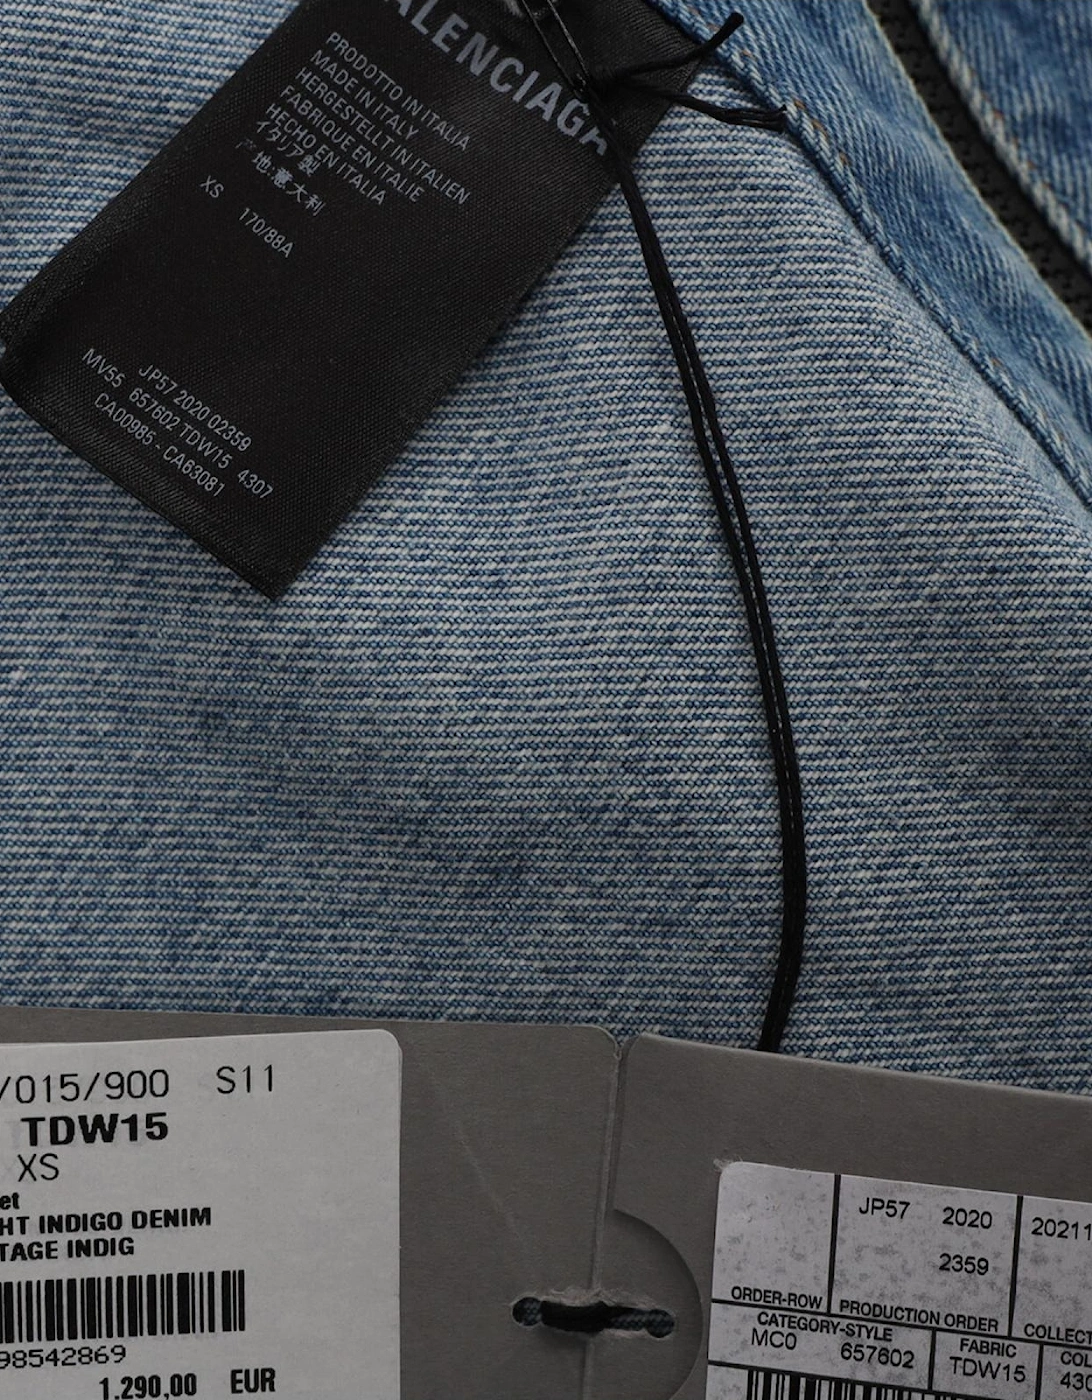 ALENCIAGA
PRODOTTO IN ITALIA
MADE IN ITALY
HERGESTELLT IN ITALIEN
FABRIQUE EN ITALIE
HECHO EN ITALIA
イタリア製
产地:意大利
XS 170/88A
JP57 2020 02359
MV55 657602 TDW15 4307
CA00985 - CA63081
/015/900 S11
TDW15
XS
et
HT INDIGO DENIM
TAGE INDIG
98542869
1.290,00 EUR
JP57 2020 20211
2359
ORDER-ROW PRODUCTION ORDER COLLECT
CATEGORY-STYLE FABRIC COL
MC0 657602 TDW15 43